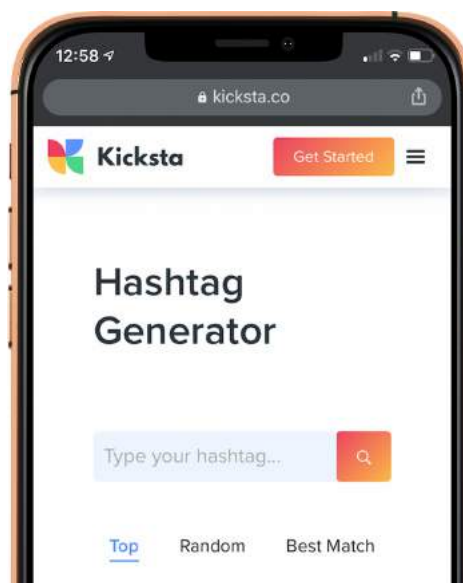 12:58
kicksta.co
Kicksta
Get Started
Hashtag
Generator
Type your hashtag...
Top Random Best Match